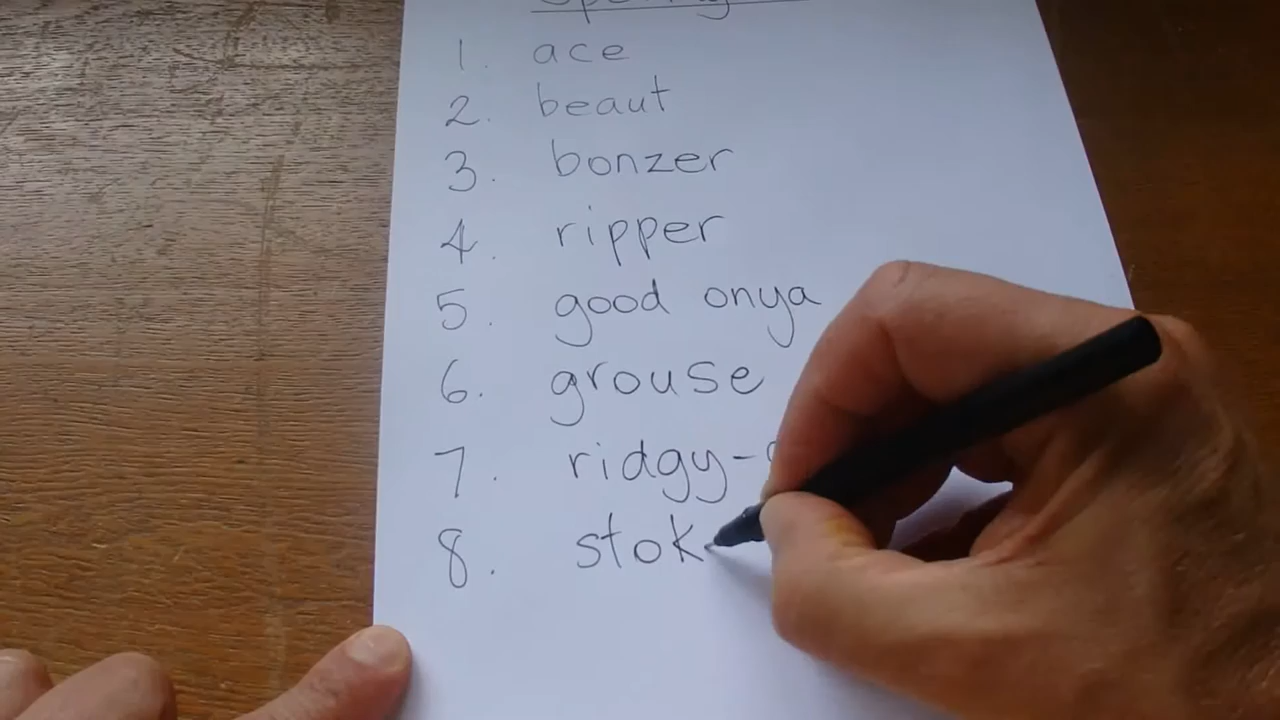 1. ace
2. beaut
3. bonzer
4. ripper
5. good onya
6. grouse
7. ridgy-
8. stok